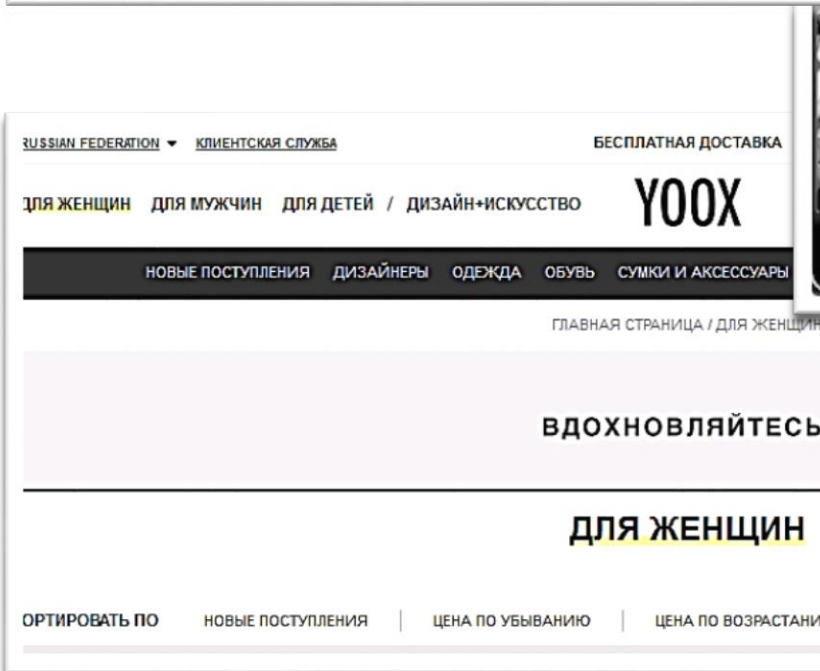 RUSSIAN FEDERATION КЛИЕНТСКАЯ СЛУЖБА БЕСПЛАТНАЯ ДОСТАВКА
ДЛЯ ЖЕНЩИН ДЛЯ МУЖЧИН ДЛЯ ДЕТЕЙ / ДИЗАЙН+ИСКУССТВО YOOX
НОВЫЕ ПОСТУПЛЕНИЯ ДИЗАЙНЕРЫ ОДЕЖДА ОБУВЬ СУМКИ И АКСЕССУАРЫ
ГЛАВНАЯ СТРАНИЦА / ДЛЯ ЖЕНЩИН
ВДОХНОВЛЯЙТЕСЬ
ДЛЯ ЖЕНЩИН
ОРТИРОВАТЬ ПО НОВЫЕ ПОСТУПЛЕНИЯ ЦЕНА ПО УБЫВАНИЮ ЦЕНА ПО ВОЗРАСТАНИ